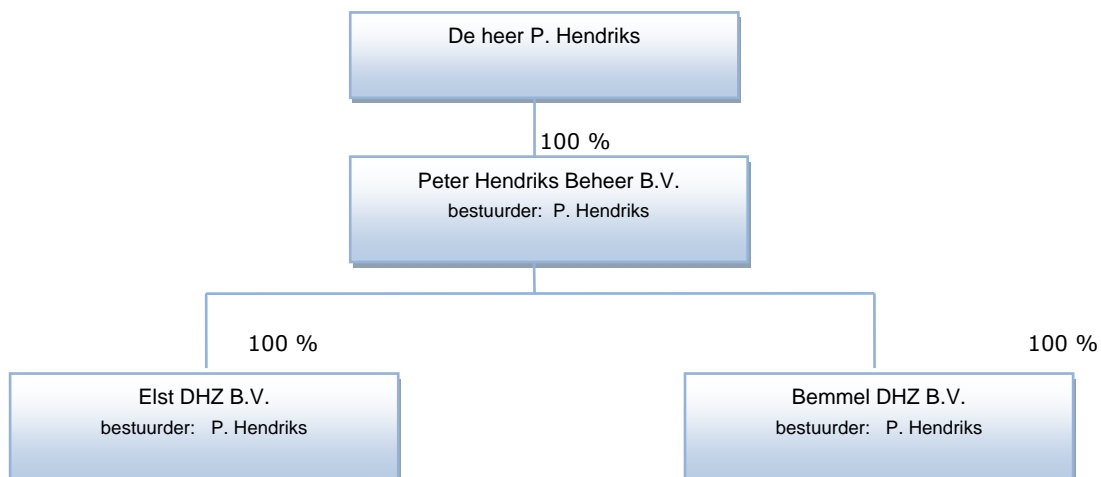 De heer P. Hendriks
100 %
Peter Hendriks Beheer B.V.
bestuurder: P. Hendriks
100 %
100 %
Elst DHZ B.V.
bestuurder: P. Hendriks
Bemmel DHZ B.V.
bestuurder: P. Hendriks